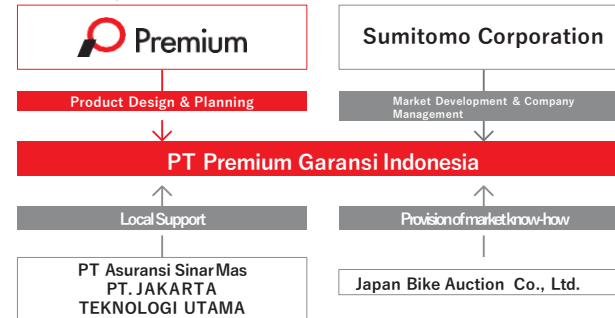 Premium
Sumitomo Corporation
Product Design & Planning
Market Development & Company
Management
PT Premium Garansi Indonesia
Local Support
Provision of market know-how
PT Asuransi Sinar Mas
PT. JAKARTA
TEKNOLOGI UTAMA
Japan Bike Auction Co., Ltd.